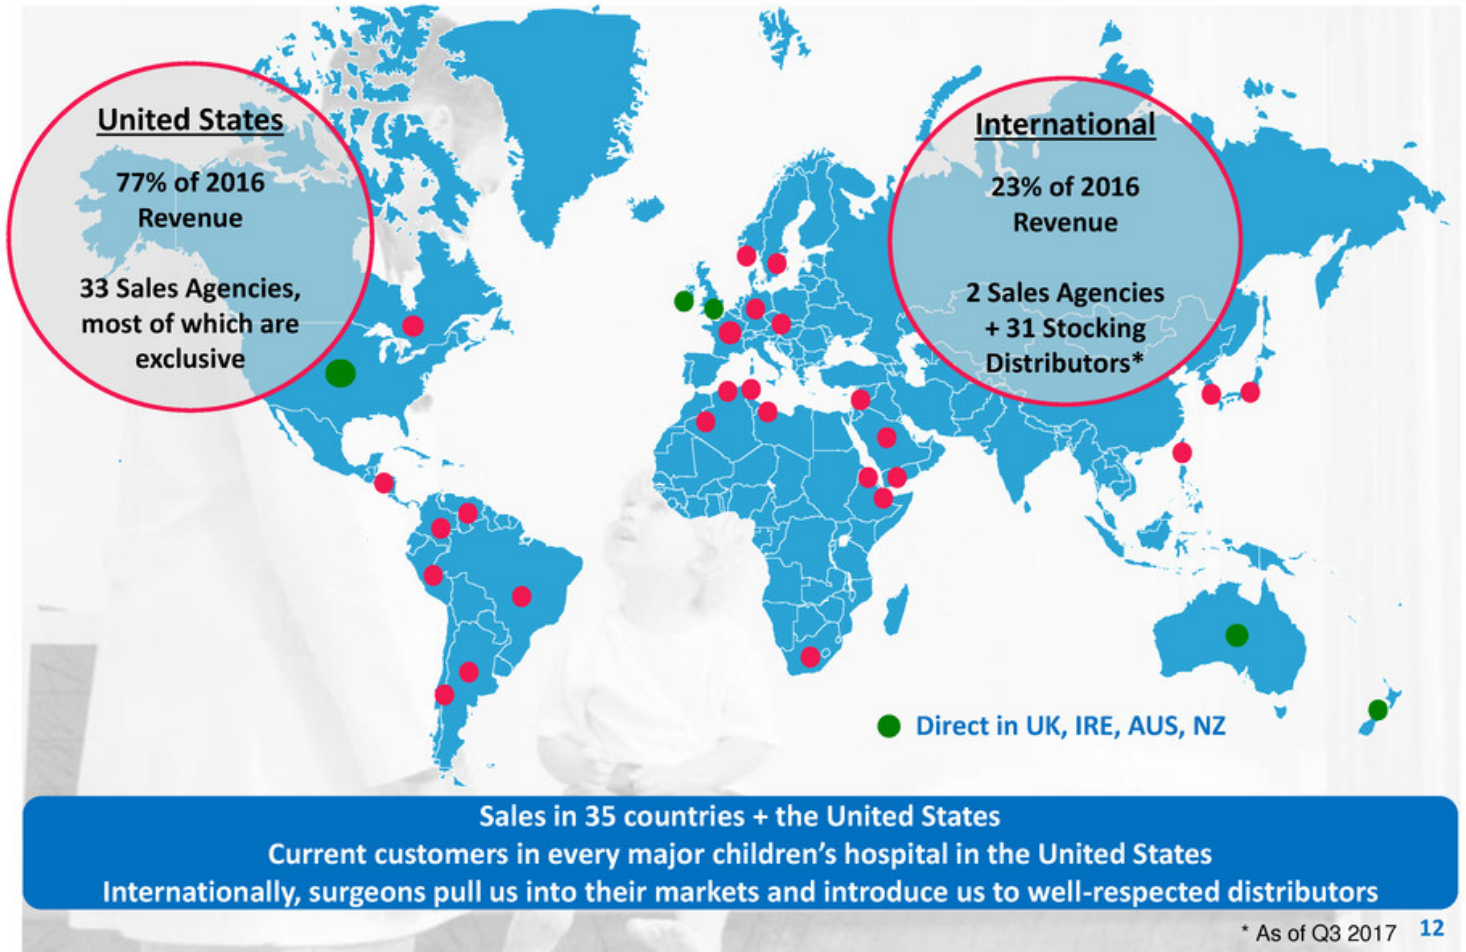 United States
77% of 2016
Revenue
33 Sales Agencies,
most of which are
exclusive
International
23% of 2016
Revenue
2 Sales Agencies
+ 31 Stocking
Distributors*
Direct in UK, IRE, AUS, NZ
Sales in 35 countries + the United States
Current customers in every major children’s hospital in the United States
Internationally, surgeons pull us into their markets and introduce us to well-respected distributors
* As of Q3 2017
12